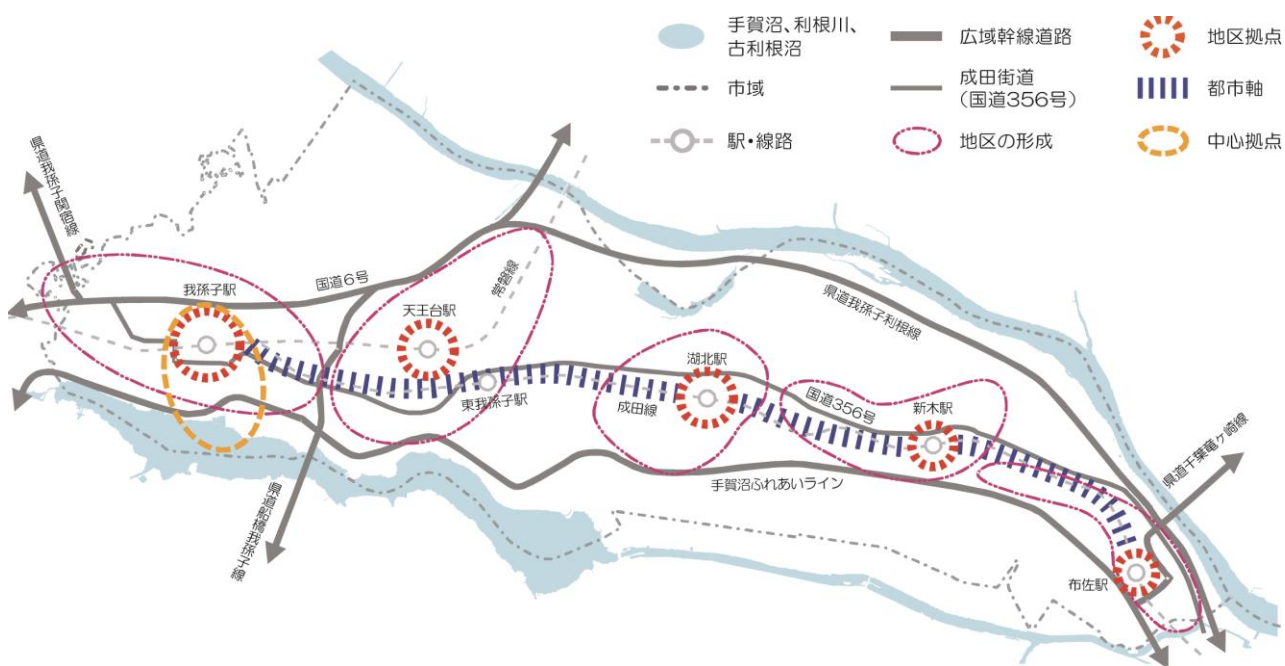 手賀沼、利根川、
古利根沼
広域幹線道路
地区拠点
市域
成田街道
(国道356号)
都市軸
駅・線路
地区の形成
中心拠点
県道我孫子関宿線
国道6号
我孫子駅
天王台駅
常磐線
県道我孫子利根線
湖北駅
東我孫子駅
成田線
国道356号
新木駅
手賀沼ふれあいライン
県道千葉竜ヶ崎線
県道船橋我孫子線
布佐駅